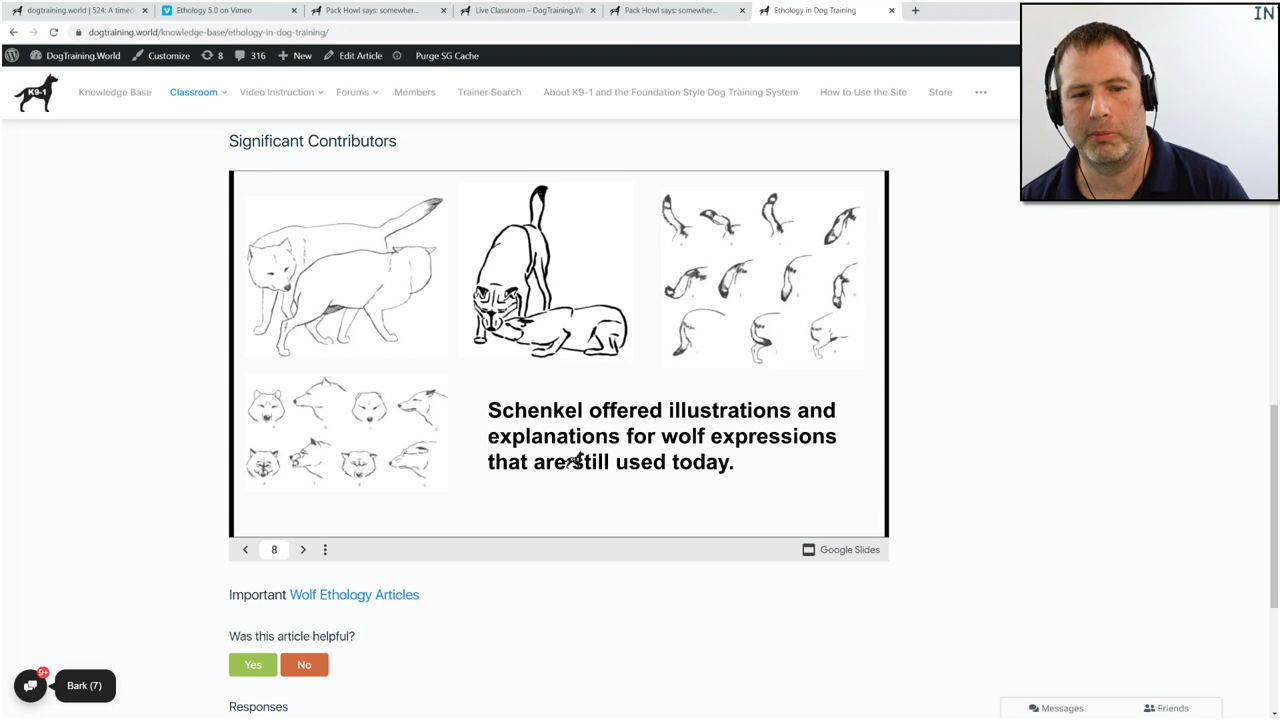 dogtraining.world | 524: A timeo
Ethology 5.0 on Vimeo
Pack Howl says: somewher...
Live Classroom – DogTraining.W
Pack Howl says: somewher...
Ethology in Dog Training
dogtraining.world/knowledge-base/ethology-in-dog-training/
DogTraining.World Customize 8 316 New Edit Article Purge SG Cache
K9-1
Knowledge Base Classroom Video Instruction Forums Members Trainer Search About K9-1 and the Foundation Style Dog Training System How to Use the Site Store
IN
Significant Contributors
Schenkel offered illustrations and
explanations for wolf expressions
that are still used today.
8
Google Slides
Important Wolf Ethology Articles
Was this article helpful?
Yes No
9+
Bark (7)
Responses
Messages Friends